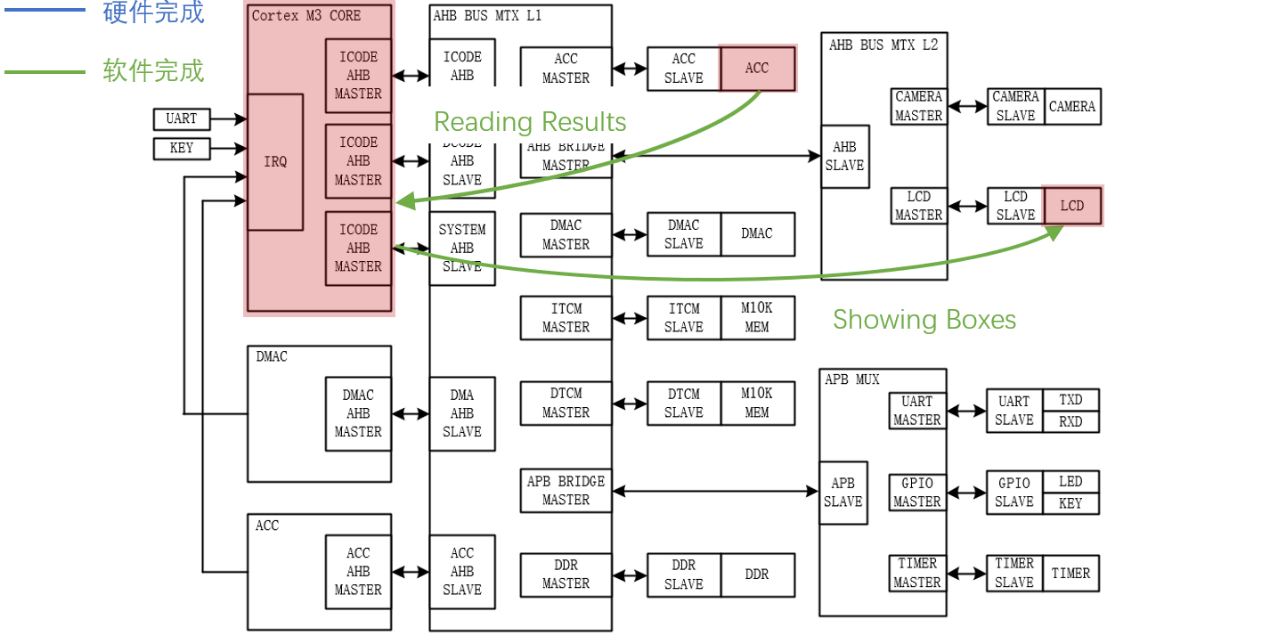 硬件完成
软件完成
UART
KEY
Cortex M3 CORE
ICODE
AHB
MASTER
IRQ
ICODE
AHB
MASTER
ICODE
AHB
MASTER
DMAC
DMAC
AHB
MASTER
ACC
ACC
AHB
MASTER
AHB BUS MTX L1
ICODE
AHB
DCODE
AHB
SLAVE
SYSTEM
AHB
SLAVE
DMA
AHB
SLAVE
ACC
AHB
SLAVE
ACC
MASTER
AHB BRIDGE
MASTER
DMAC
MASTER
ITCM
MASTER
DTCM
MASTER
APB BRIDGE
MASTER
DDR
MASTER
Reading Results
ACC
SLAVE
ACC
DMAC
SLAVE
DMAC
ITCM
SLAVE
M10K
MEM
DTCM
SLAVE
M10K
MEM
DDR
SLAVE
DDR
AHB BUS MTX L2
AHB
SLAVE
CAMERA
MASTER
CAMERA
SLAVE
CAMERA
LCD
MASTER
LCD
SLAVE
LCD
Showing Boxes
APB MUX
APB
SLAVE
UART
MASTER
UART
SLAVE
TXD
RXD
GPIO
MASTER
GPIO
SLAVE
LED
KEY
TIMER
MASTER
TIMER
SLAVE
TIMER